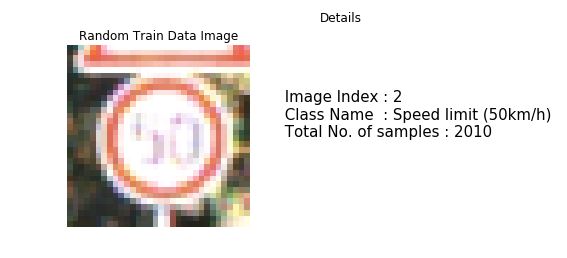 Details
Random Train Data Image
50
Image Index : 2
Class Name  : Speed limit (50km/h)
Total No. of samples : 2010